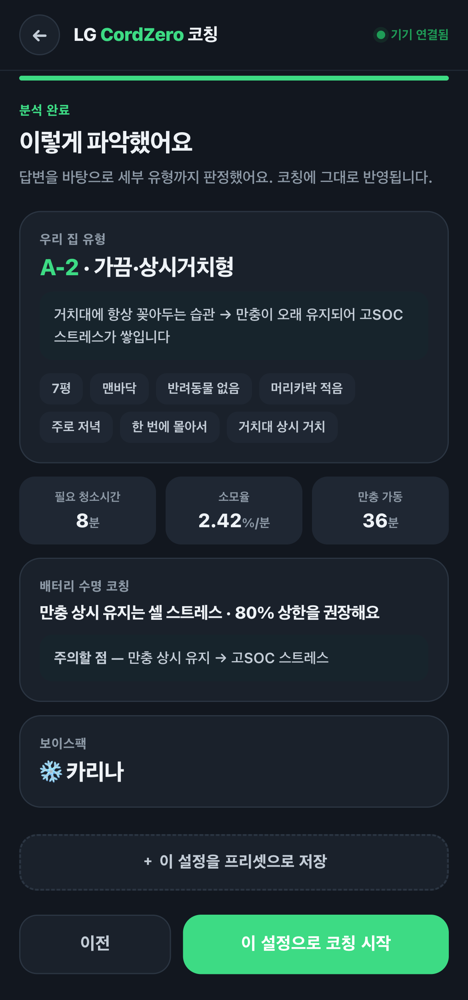 LG CordZero 코칭
기기 연결됨
분석 완료
이렇게 파악했어요
답변을 바탕으로 세부 유형까지 판정했어요. 코칭에 그대로 반영됩니다.
우리 집 유형
A-2 · 가끔·상시거치형
거치대에 항상 꽂아두는 습관 → 만충이 오래 유지되어 고SOC
스트레스가 쌓입니다
7평
맨바닥
반려동물 없음
머리카락 적음
주로 저녁
한 번에 몰아서
거치대 상시 거치
필요 청소시간
8분
소모율
2.42%/분
만충 가동
36분
배터리 수명 코칭
만충 상시 유지는 셀 스트레스 · 80% 상한을 권장해요
주의할 점 — 만충 상시 유지 → 고SOC 스트레스
보이스팩
카리나
+ 이 설정을 프리셋으로 저장
이전
이 설정으로 코칭 시작